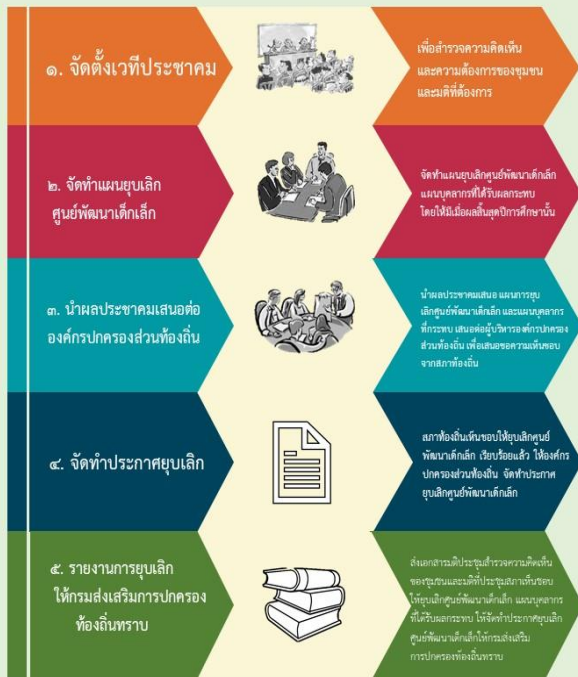 ๑. จัดตั้งเวทีประชาคม
เพื่อสำรวจความคิดเห็น
และความต้องการของชุมชน
และมติที่ต้องการ
๒. จัดทำแผนยุบเลิก
ศูนย์พัฒนาเด็กเล็ก
จัดทำแผนยุบเลิกศูนย์พัฒนาเด็กเล็ก
แผนบุคลากรที่ได้รับผลกระทบ
โดยให้มีเมื่อผลสิ้นสุดปีการศึกษานั้น
๓. นำผลประชาคมเสนอต่อ
องค์กรปกครองส่วนท้องถิ่น
นำผลประชาคมเสนอ แผนการยุบ
เลิกศูนย์พัฒนาเด็กเล็ก และแผนบุคลากร
ที่กระทบ เสนอต่อผู้บริหารองค์กรปกครอง
ส่วนท้องถิ่น เพื่อเสนอขอความเห็นชอบ
จากสภาท้องถิ่น
๔. จัดทำประกาศยุบเลิก
สภาท้องถิ่นเห็นชอบให้ยุบเลิกศูนย์
พัฒนาเด็กเล็ก เรียบร้อยแล้ว ให้องค์กร
ปกครองส่วนท้องถิ่น จัดทำประกาศ
ยุบเลิกศูนย์พัฒนาเด็กเล็ก
๕. รายงานการยุบเลิก
ให้กรมส่งเสริมการปกครอง
ท้องถิ่นทราบ
ส่งเอกสารมติประชุมสำรวจความคิดเห็น
ของชุมชนและมติที่ประชุมสภาเห็นชอบ
ให้ยุบเลิกศูนย์พัฒนาเด็กเล็ก แผนบุคลากร
ที่ได้รับผลกระทบ ให้จัดทำประกาศยุบเลิก
ศูนย์พัฒนาเด็กเล็กให้กรมส่งเสริม
การปกครองท้องถิ่นทราบ